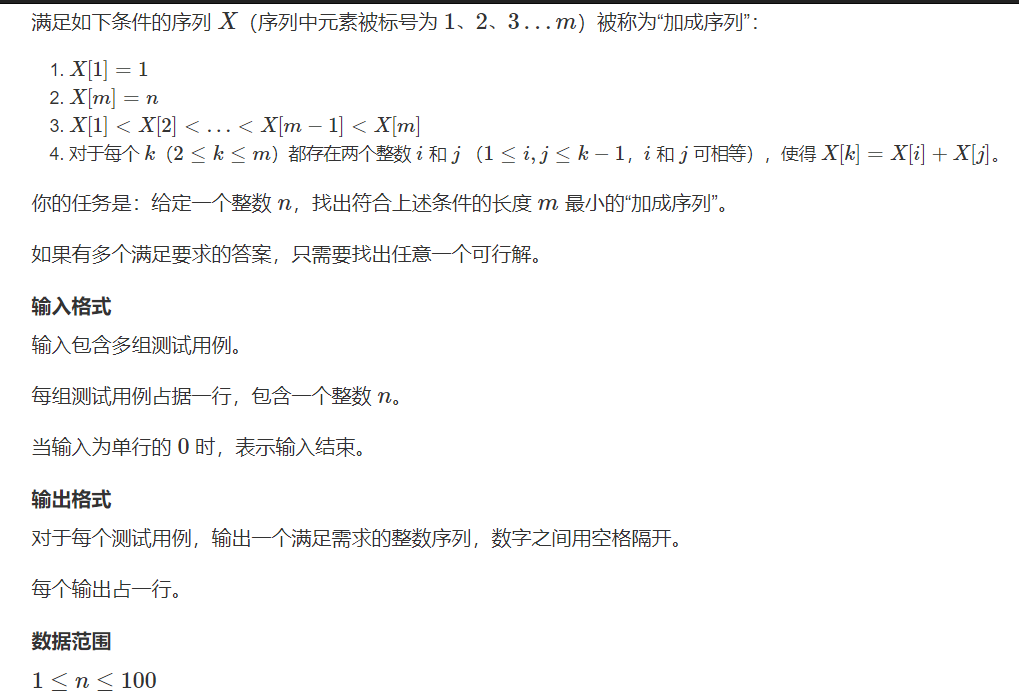 满足如下条件的序列 X（序列中元素被标号为 1、2、3...m）被称为“加成序列”：
1. X[1] = 1
2. X[m] = n
3. X[1] < X[2] < ... < X[m − 1] < X[m]
4. 对于每个 k（2 ≤ k ≤ m）都存在两个整数 i 和 j （1 ≤ i, j ≤ k − 1，i 和 j 可相等），使得 X[k] = X[i] + X[j]。
你的任务是：给定一个整数 n，找出符合上述条件的长度 m 最小的“加成序列”。
如果有多个满足要求的答案，只需要找出任意一个可行解。
输入格式
输入包含多组测试用例。
每组测试用例占据一行，包含一个整数 n。
当输入为单行的 0 时，表示输入结束。
输出格式
对于每个测试用例，输出一个满足需求的整数序列，数字之间用空格隔开。
每个输出占一行。
数据范围
1 ≤ n ≤ 100